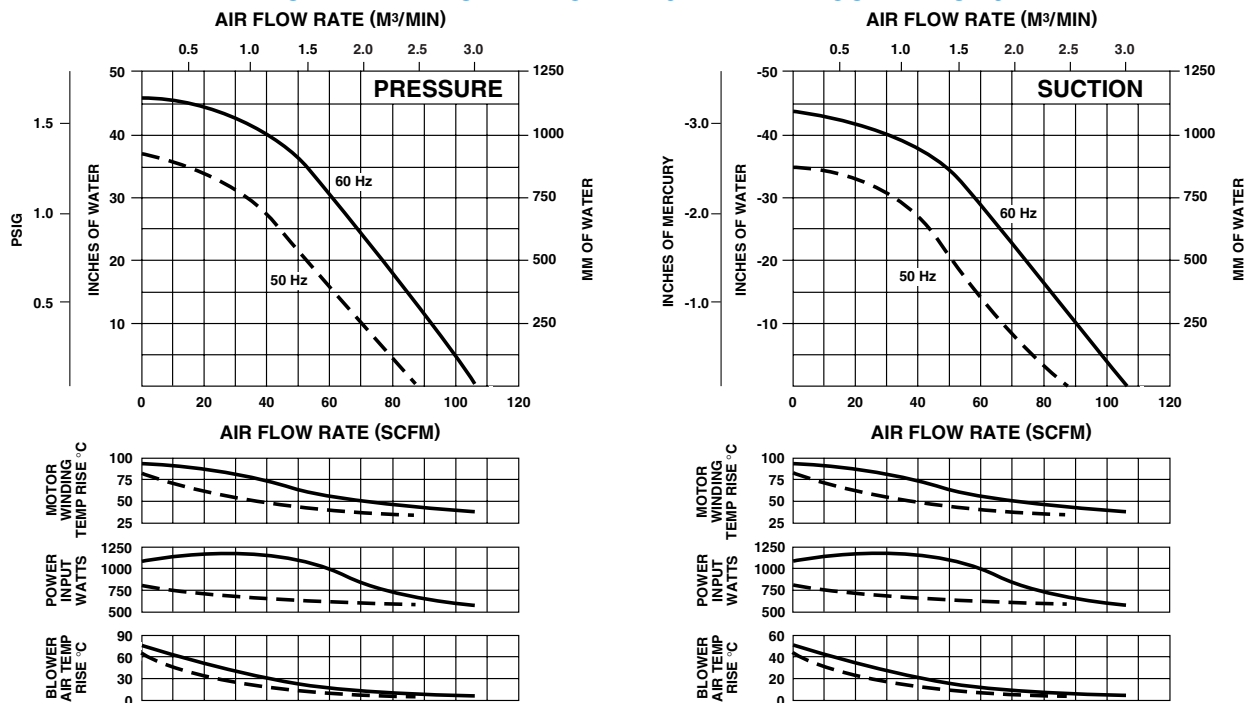 AIR FLOW RATE (M³/MIN)
0.5 1.0 1.5 2.0 2.5 3.0
PRESSURE
PSIG
1.5
1.0
0.5
INCHES OF WATER
50
40
30
20
10
60 Hz
50 Hz
1250
1000
750
500
250
MM OF WATER
0 20 40 60 80 100 120
AIR FLOW RATE (SCFM)
MOTOR
WINDING
TEMP RISE °C
100
75
50
25
POWER
INPUT
WATTS
1250
1000
750
500
BLOWER
AIR TEMP
RISE °C
90
60
30
0
AIR FLOW RATE (M³/MIN)
0.5 1.0 1.5 2.0 2.5 3.0
SUCTION
INCHES OF MERCURY
-3.0
-2.0
-1.0
INCHES OF WATER
-50
-40
-30
-20
-10
60 Hz
50 Hz
1250
1000
750
500
250
MM OF WATER
0 20 40 60 80 100 120
AIR FLOW RATE (SCFM)
MOTOR
WINDING
TEMP RISE °C
100
75
50
25
POWER
INPUT
WATTS
1250
1000
750
500
BLOWER
AIR TEMP
RISE °C
60
40
20
0